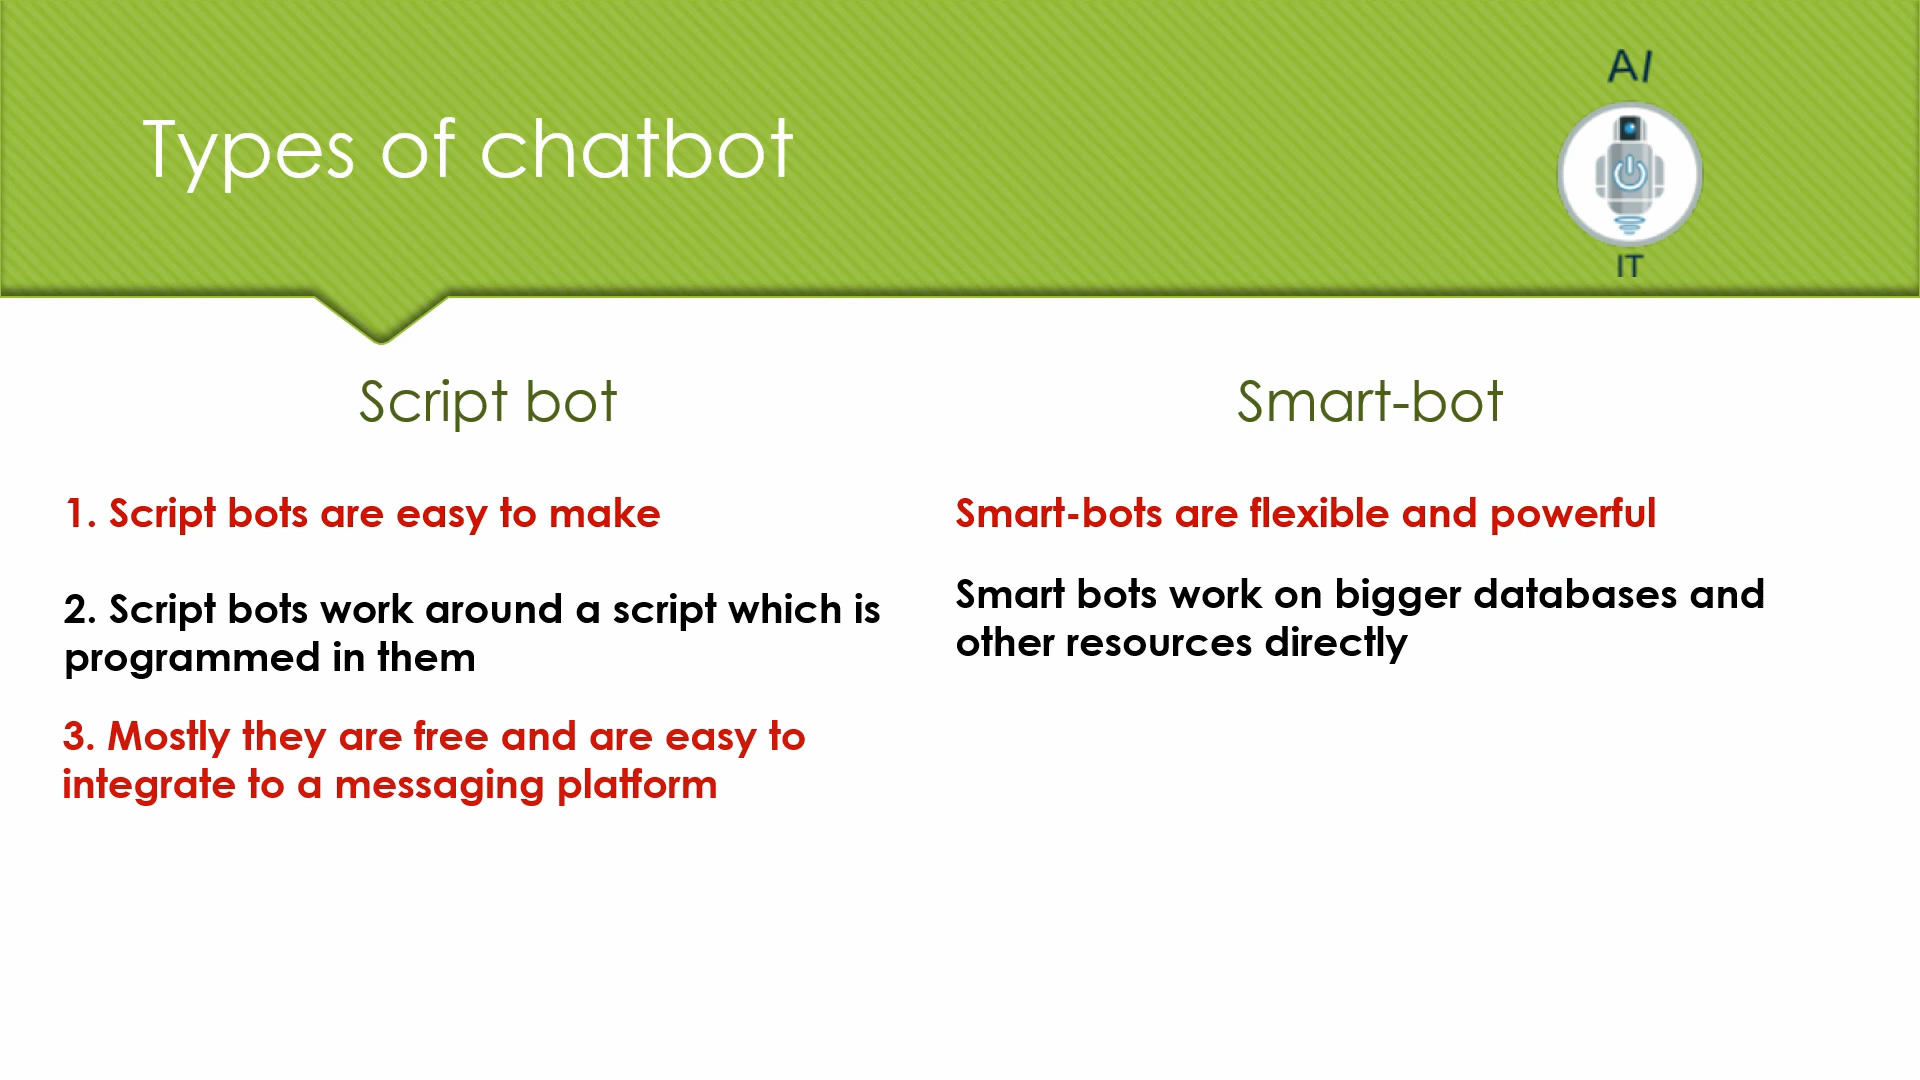 Types of chatbot
AI
IT
Script bot
1. Script bots are easy to make
2. Script bots work around a script which is
programmed in them
3. Mostly they are free and are easy to
integrate to a messaging platform
Smart-bot
Smart-bots are flexible and powerful
Smart bots work on bigger databases and
other resources directly